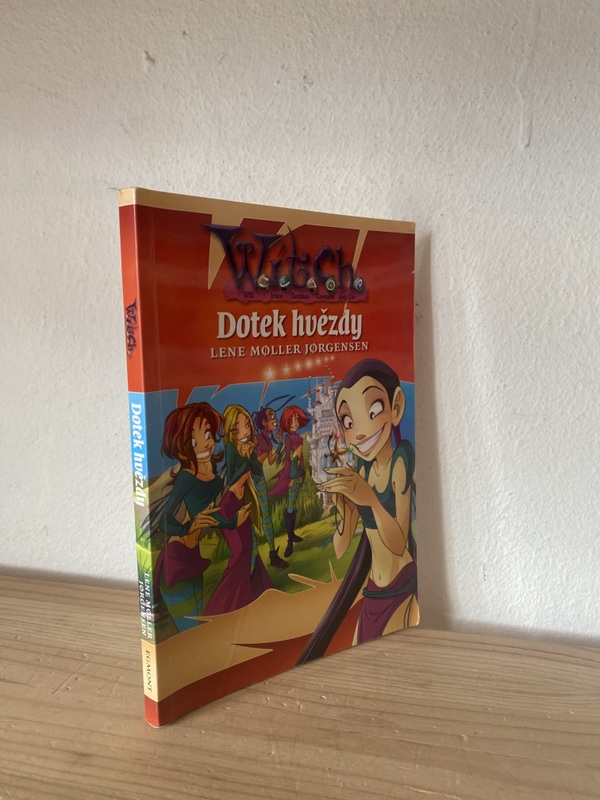 W.i.t.c.h.
Dotek hvězdy
LENE MØLLER JØRGENSEN
W.i.t.c.h.
Dotek hvězdy
LENE MØLLER
JØRGENSEN
EGMONT